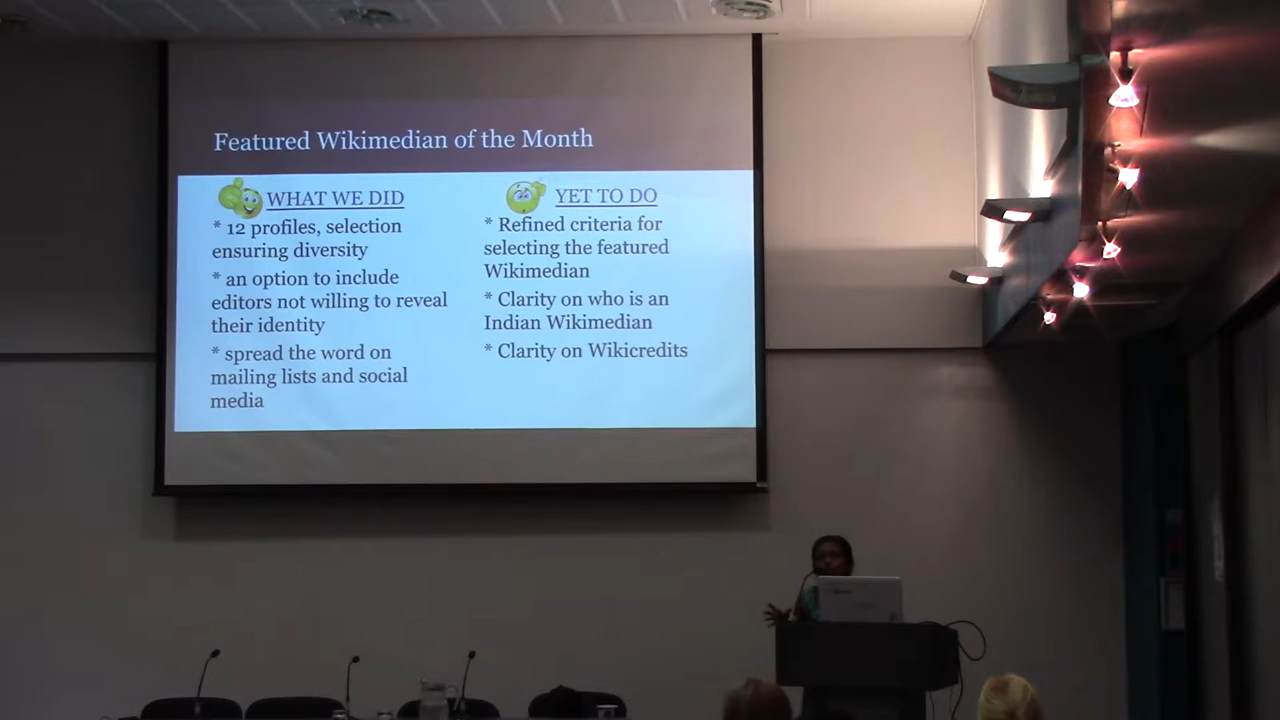 Featured Wikimedian of the Month
WHAT WE DID
* 12 profiles, selection
ensuring diversity
* an option to include
editors not willing to reveal
their identity
* spread the word on
mailing lists and social
media
YET TO DO
* Refined criteria for
selecting the featured
Wikimedian
* Clarity on who is an
Indian Wikimedian
* Clarity on Wikicredits